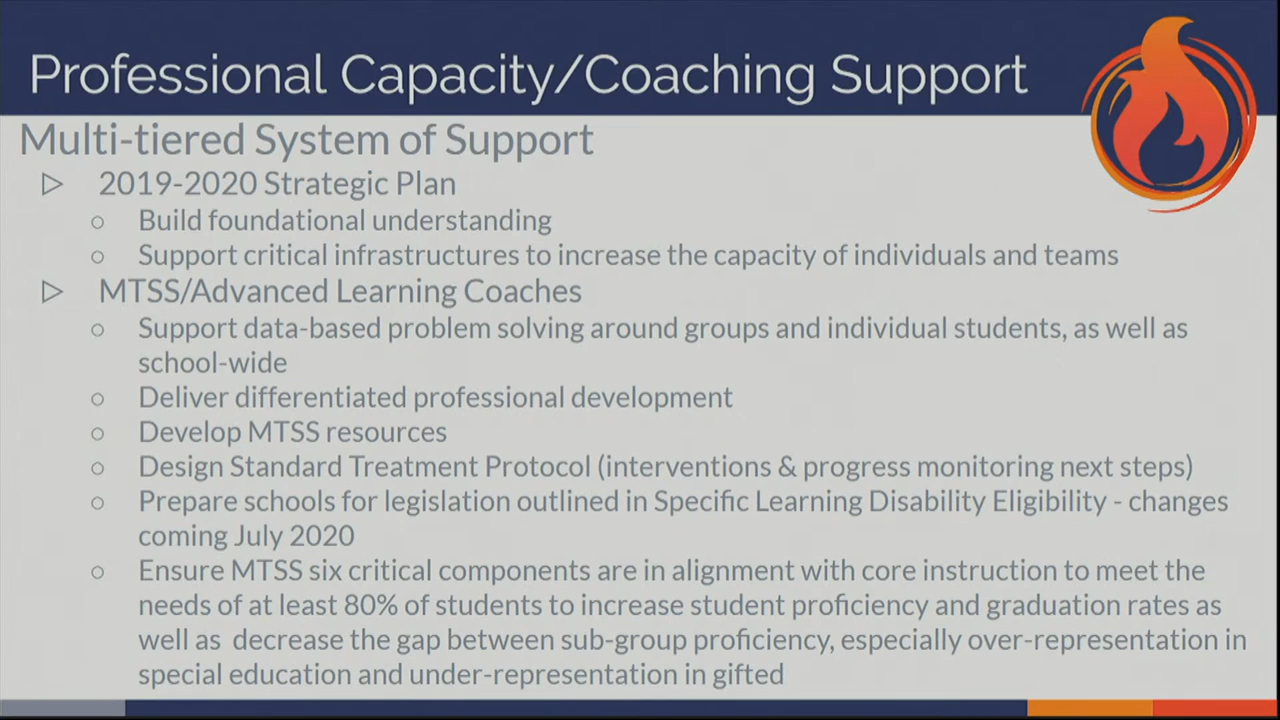 Professional Capacity/Coaching Support
Multi-tiered System of Support
▷ 2019-2020 Strategic Plan
○ Build foundational understanding
○ Support critical infrastructures to increase the capacity of individuals and teams
▷ MTSS/Advanced Learning Coaches
○ Support data-based problem solving around groups and individual students, as well as
school-wide
○ Deliver differentiated professional development
○ Develop MTSS resources
○ Design Standard Treatment Protocol (interventions & progress monitoring next steps)
○ Prepare schools for legislation outlined in Specific Learning Disability Eligibility - changes
coming July 2020
○ Ensure MTSS six critical components are in alignment with core instruction to meet the
needs of at least 80% of students to increase student proficiency and graduation rates as
well as decrease the gap between sub-group proficiency, especially over-representation in
special education and under-representation in gifted